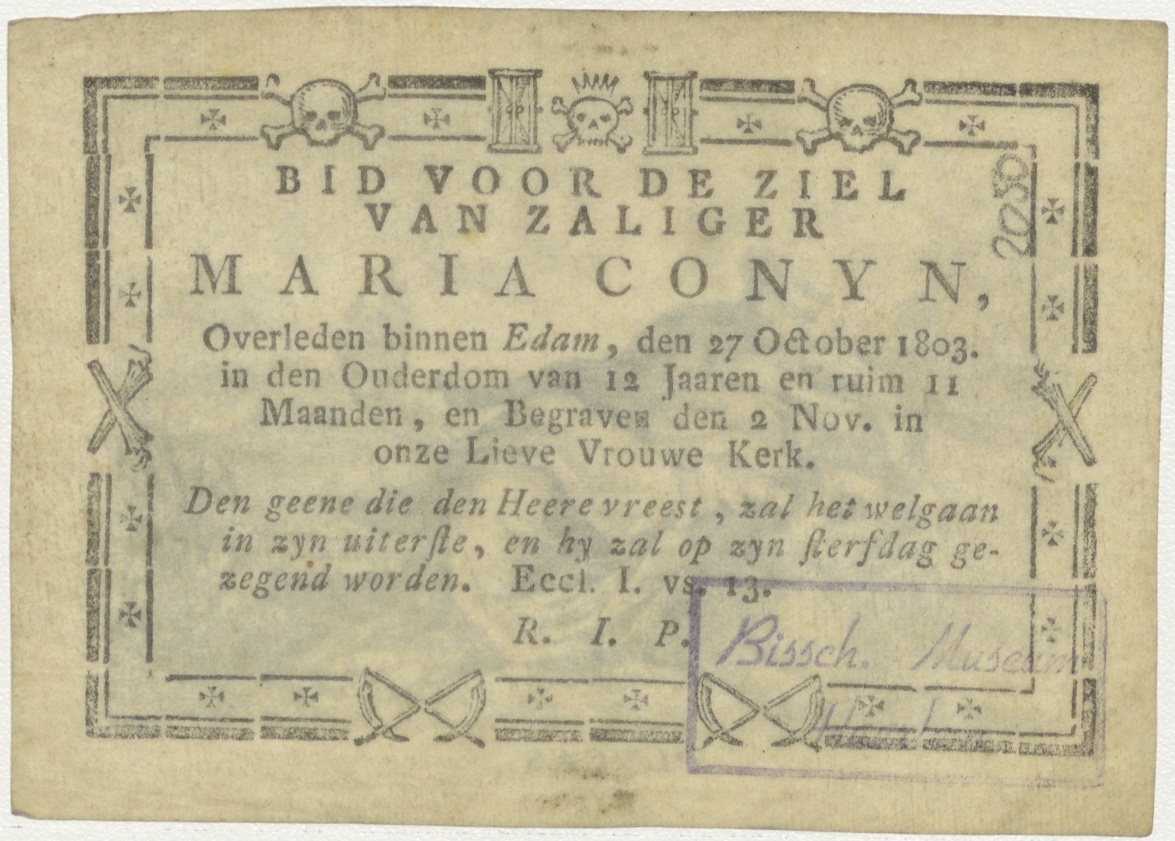 BID VOOR DE ZIEL
VAN ZALIGER
MARIA CONYN,
Overleden binnen Edam, den 27 October 1803.
in den Ouderdom van 12 Jaaren en ruim 11
Maanden, en Begraven den 2 Nov. in
onze Lieve Vrouwe Kerk.
Den geene die den Heere vreest, zal het welgaan
in zyn uiterſte, en hy zal op zyn ſterfdag ge-
zegend worden. Eccl. I. vs. 13.
R. I. P.
Bissch. Museum
2050